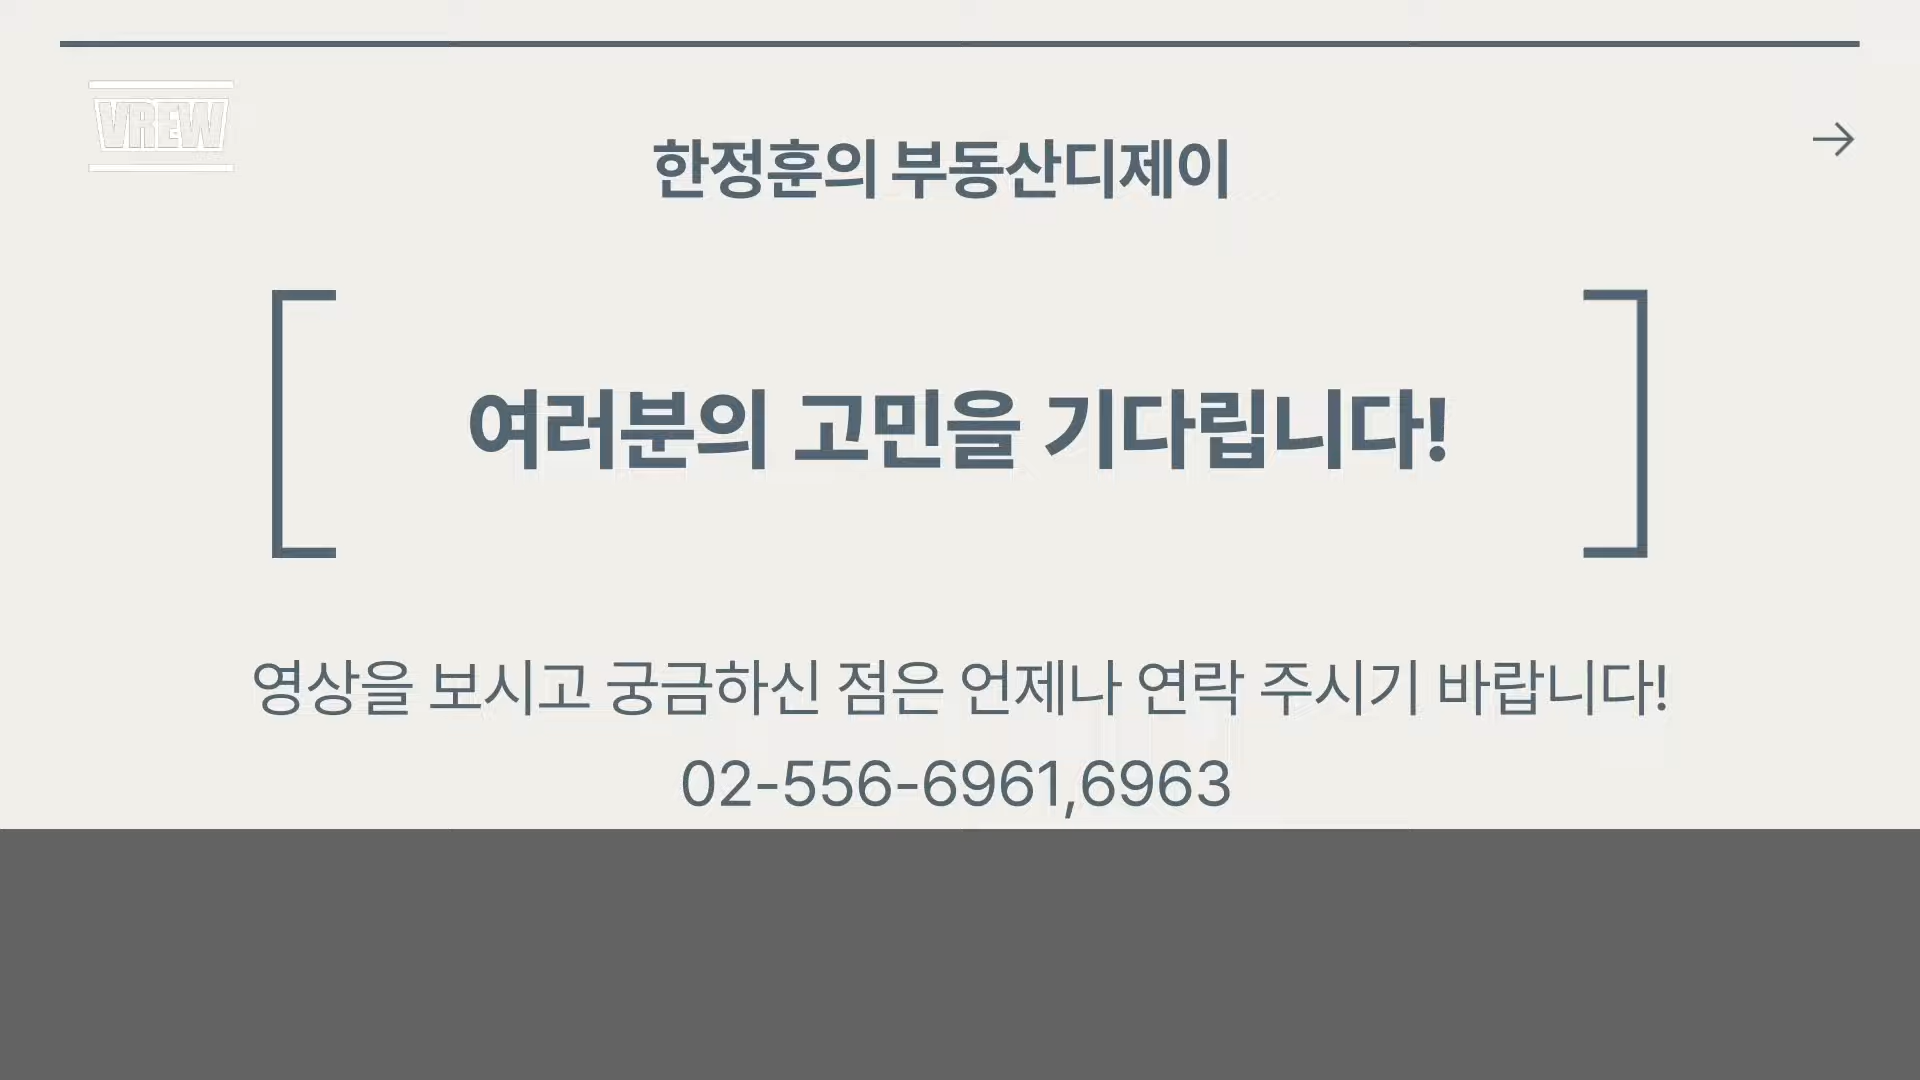 VREW
한정훈의 부동산디제이
여러분의 고민을 기다립니다!
영상을 보시고 궁금하신 점은 언제나 연락 주시기 바랍니다!
02-556-6961,6963